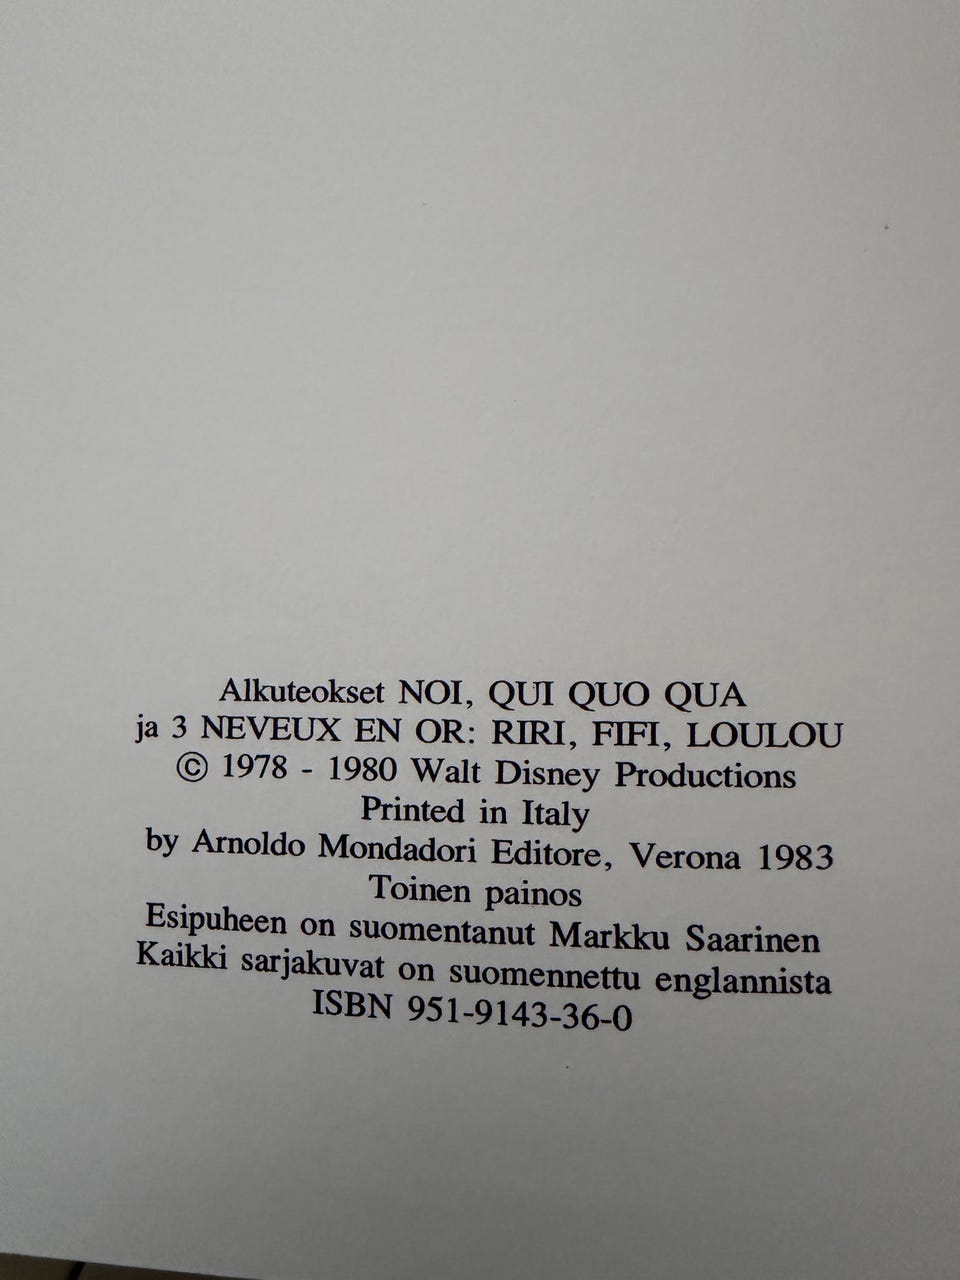 Alkuteokset NOI, QUI QUO QUA
ja 3 NEVEUX EN OR: RIRI, FIFI, LOULOU
© 1978 - 1980 Walt Disney Productions
Printed in Italy
by Arnoldo Mondadori Editore, Verona 1983
Toinen painos
Esipuheen on suomentanut Markku Saarinen
Kaikki sarjakuvat on suomennettu englannista
ISBN 951-9143-36-0